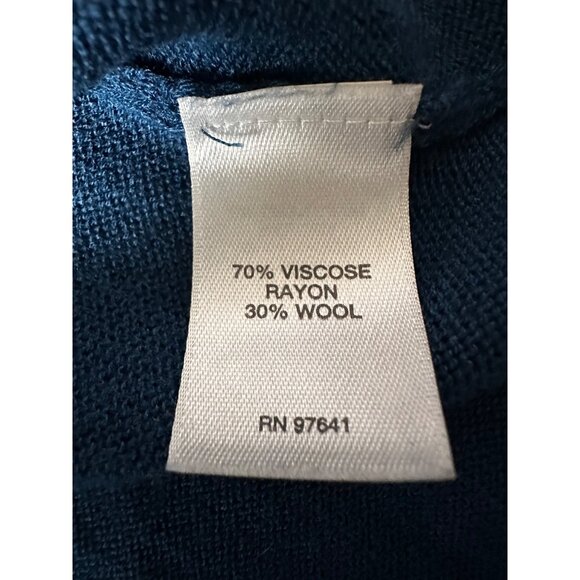 70% VISCOSE
RAYON
30% WOOL
RN 97641